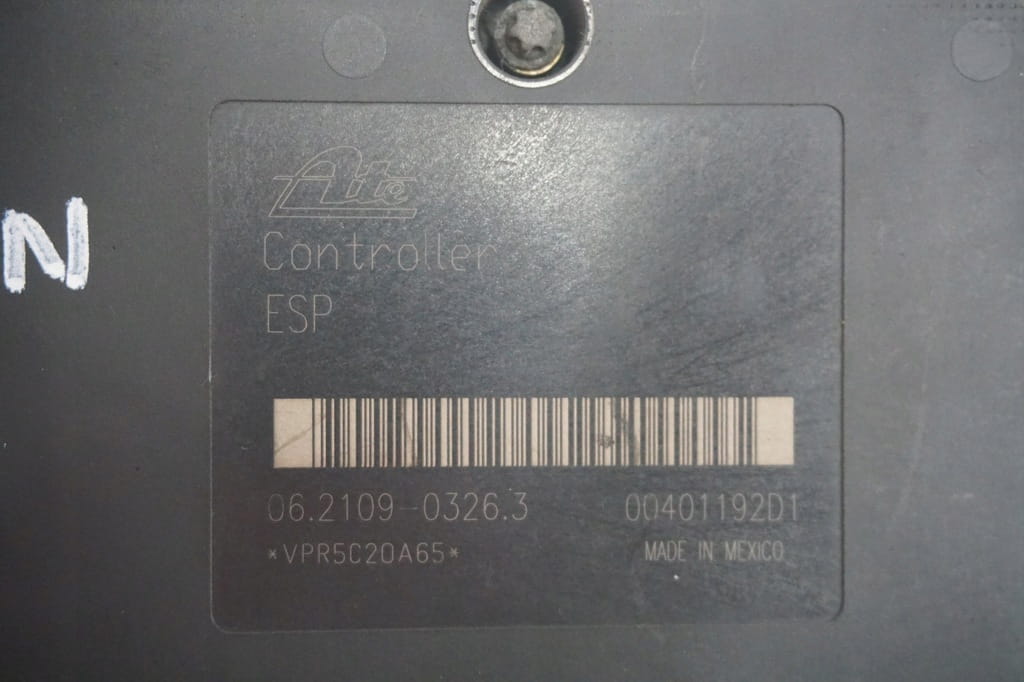 Ate
Controller
ESP
N
06.2109-0326.3 00401192D1
*VPR5C20A65* MADE IN MEXICO